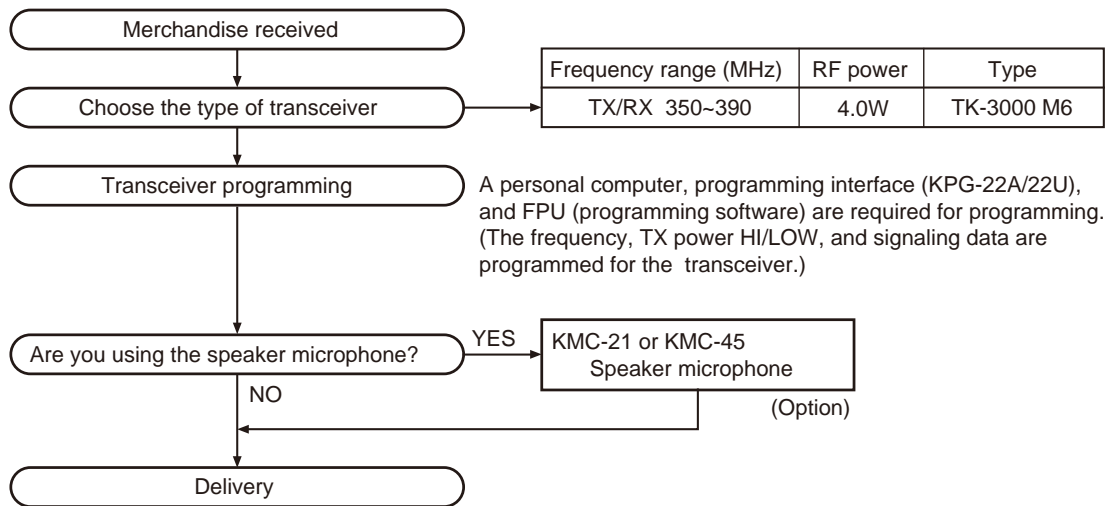 Merchandise received
Choose the type of transceiver
Frequency range (MHz) RF power Type
TX/RX 350~390 4.0W TK-3000 M6
Transceiver programming
A personal computer, programming interface (KPG-22A/22U),
and FPU (programming software) are required for programming.
(The frequency, TX power HI/LOW, and signaling data are
programmed for the transceiver.)
Are you using the speaker microphone?
YES
KMC-21 or KMC-45
Speaker microphone
(Option)
NO
Delivery